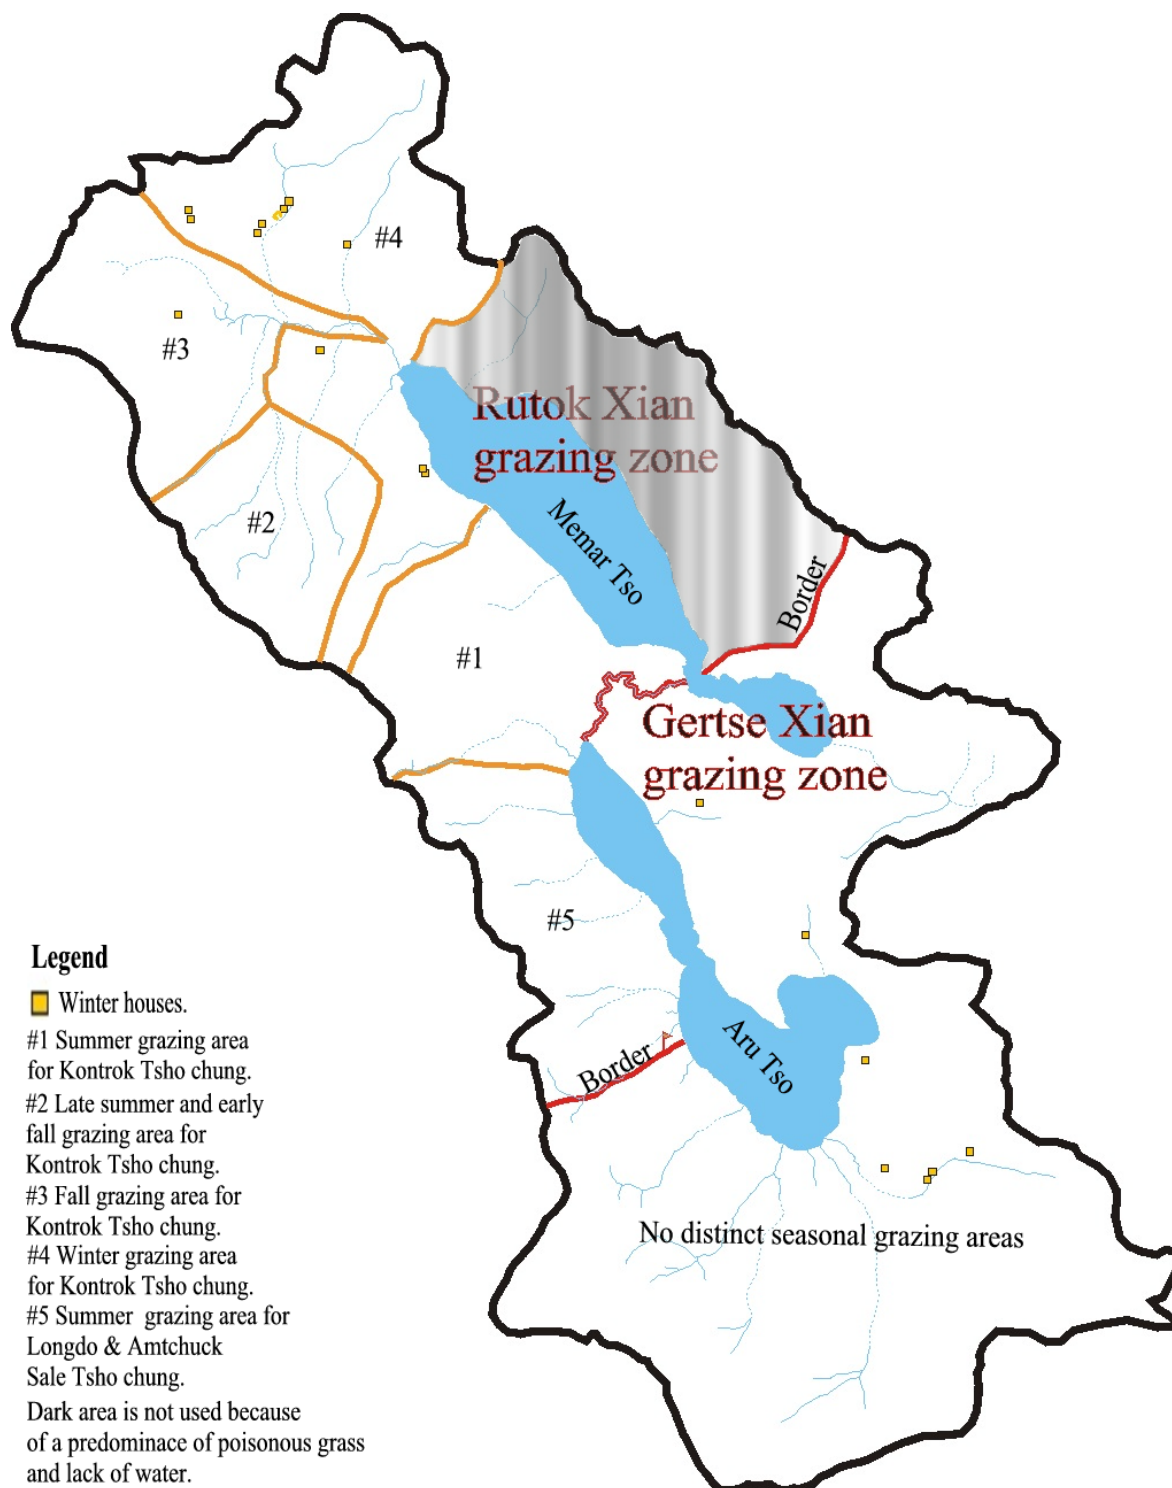 #4
#3
Rutok Xian
grazing zone
#2
Memar Tso
Border
#1
Gertse Xian
grazing zone
#5
Aru Tso
Border
No distinct seasonal grazing areas
Legend
Winter houses.
#1 Summer grazing area
for Kontrok Tsho chung.
#2 Late summer and early
fall grazing area for
Kontrok Tsho chung.
#3 Fall grazing area for
Kontrok Tsho chung.
#4 Winter grazing area
for Kontrok Tsho chung.
#5 Summer grazing area for
Longdo & Amtchuck
Sale Tsho chung.
Dark area is not used because
of a predominace of poisonous grass
and lack of water.